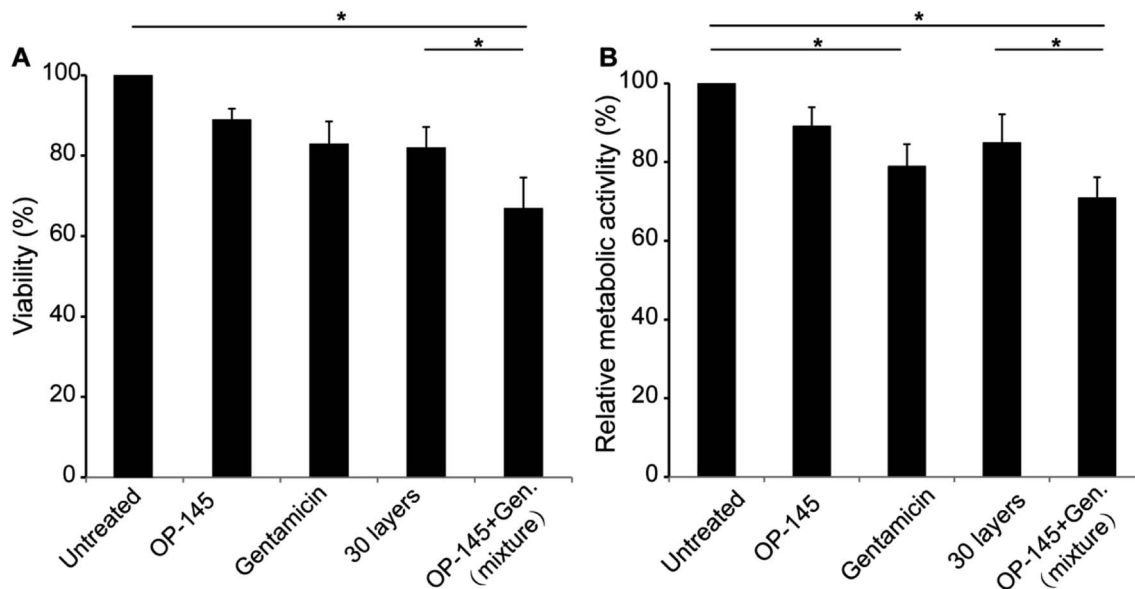 *
*
A
100
80
60
40
20
0
Viability (%)
Untreated
OP-145
Gentamicin
30 layers
OP-145+Gen.
(mixture)
*
*
*
B
100
80
60
40
20
0
Relative metabolic activlity (%)
Untreated
OP-145
Gentamicin
30 layers
OP-145+Gen.
(mixture)